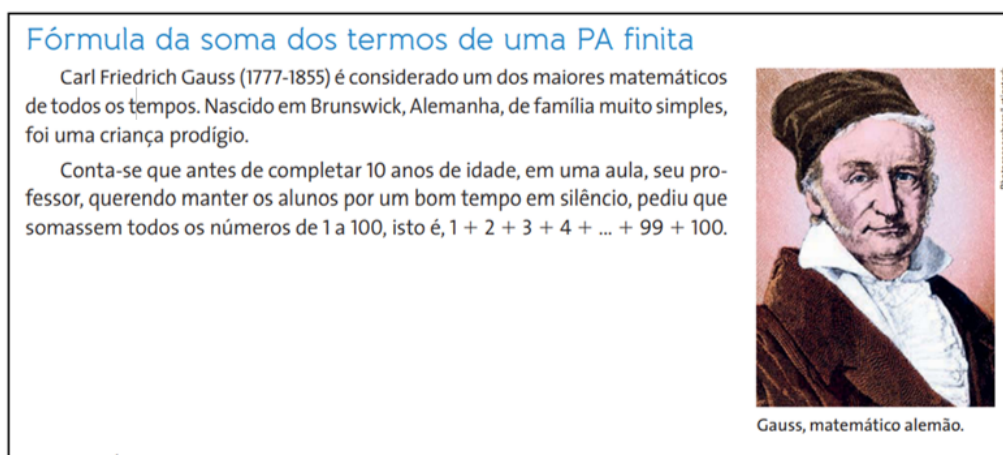 Fórmula da soma dos termos de uma PA finita
Carl Friedrich Gauss (1777-1855) é considerado um dos maiores matemáticos
de todos os tempos. Nascido em Brunswick, Alemanha, de família muito simples,
foi uma criança prodígio.
Conta-se que antes de completar 10 anos de idade, em uma aula, seu pro-
fessor, querendo manter os alunos por um bom tempo em silêncio, pediu que
somassem todos os números de 1 a 100, isto é, 1 + 2 + 3 + 4 + ... + 99 + 100.
Gauss, matemático alemão.